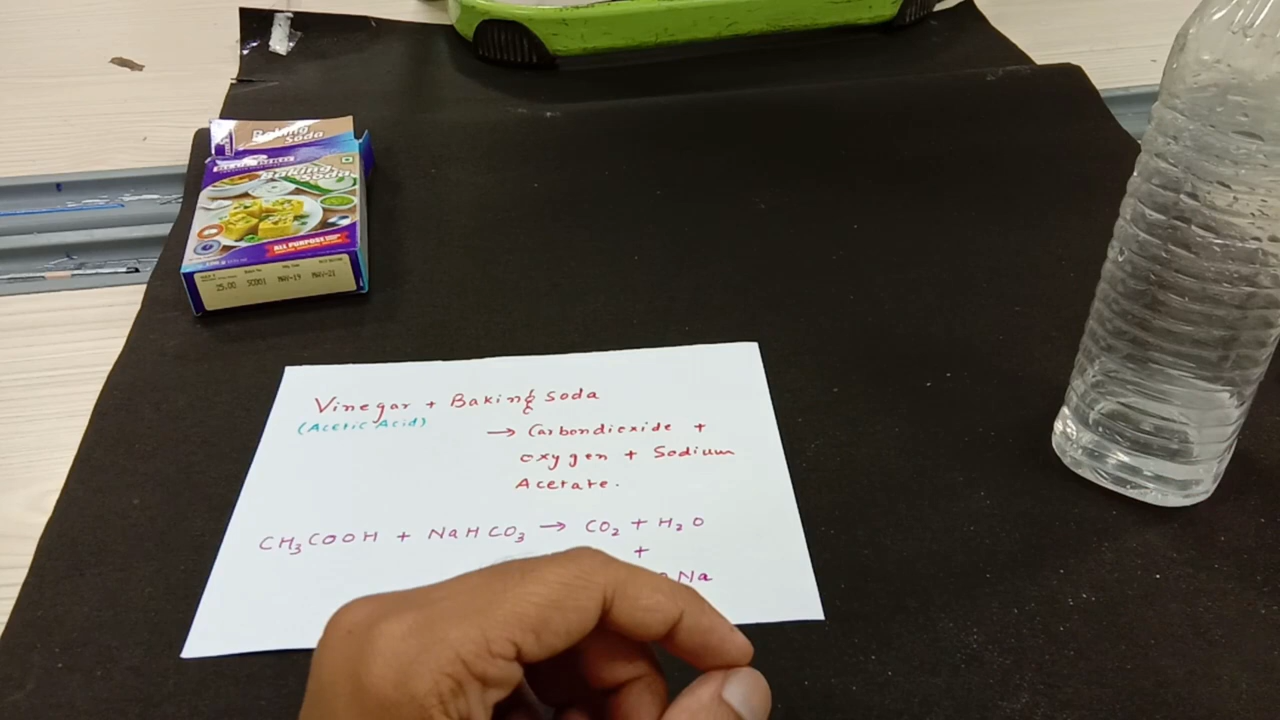 Baking
Soda
Baking
Soda
ALL PURPOSE
25.00 SC001 MAY-19 MAY-21
Vinegar + Baking Soda
(Acetic Acid)
→ Carbondioxide +
oxygen + Sodium
Acetate.
CH₃COOH + NaHCO₃ → CO₂ + H₂O
+
Na